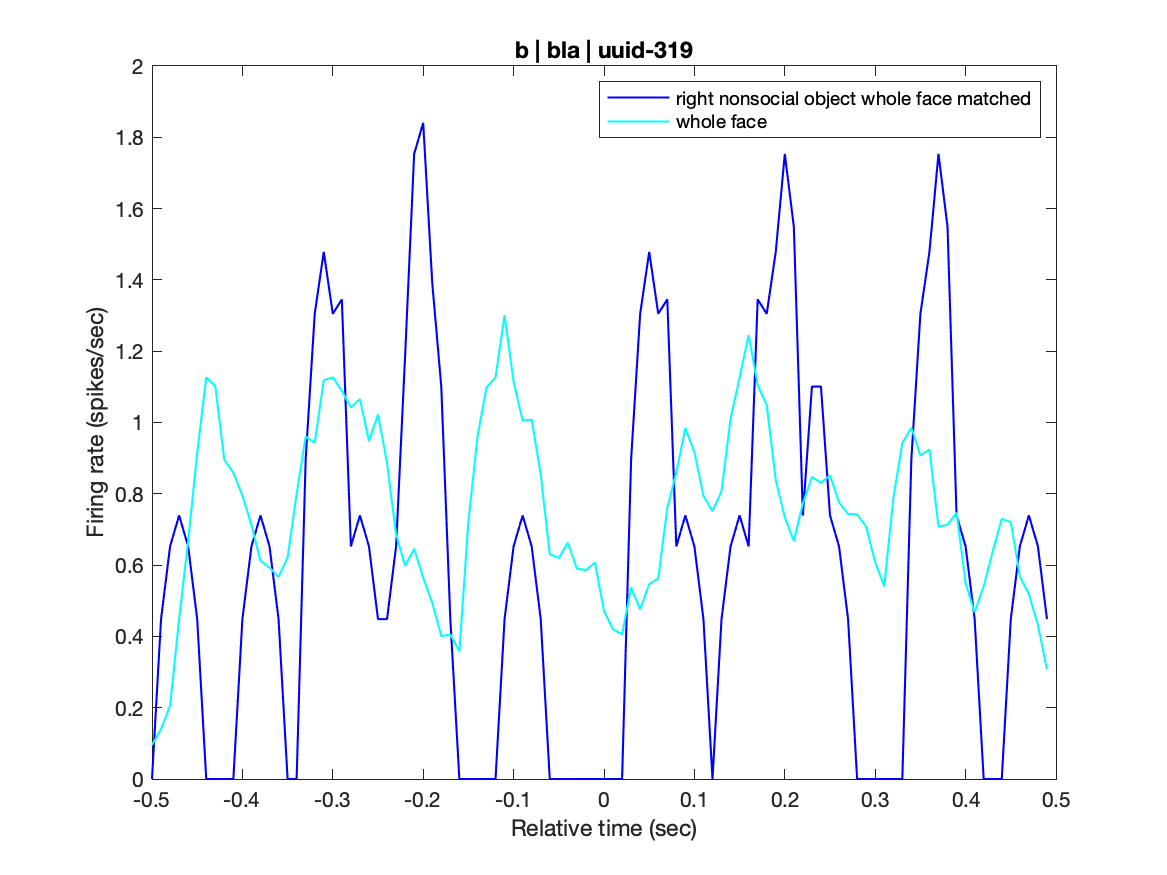 b | bla | uuid-319
right nonsocial object whole face matched
whole face
2
1.8
1.6
1.4
1.2
1
0.8
0.6
0.4
0.2
0
Firing rate (spikes/sec)
-0.5 -0.4 -0.3 -0.2 -0.1 0 0.1 0.2 0.3 0.4 0.5
Relative time (sec)